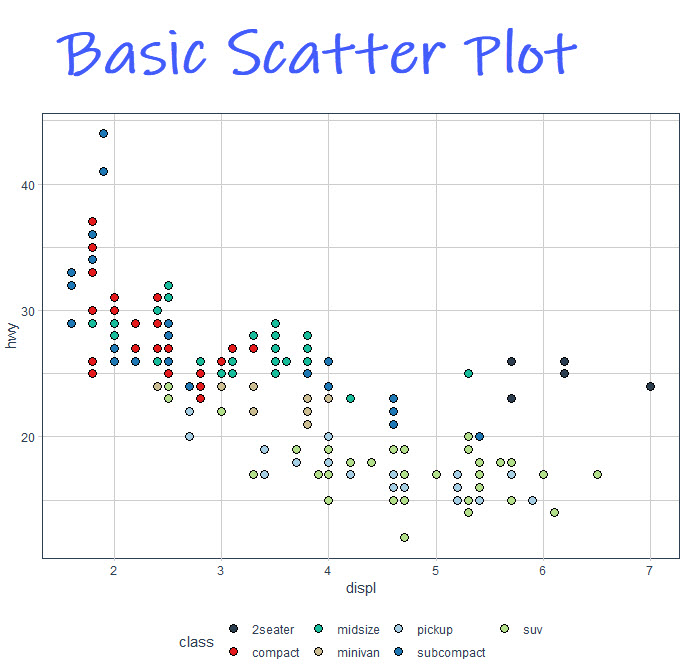 Basic Scatter Plot
40
30
20
hwy
2 3 4 5 6 7
displ
class
2seater midsize pickup suv
compact minivan subcompact